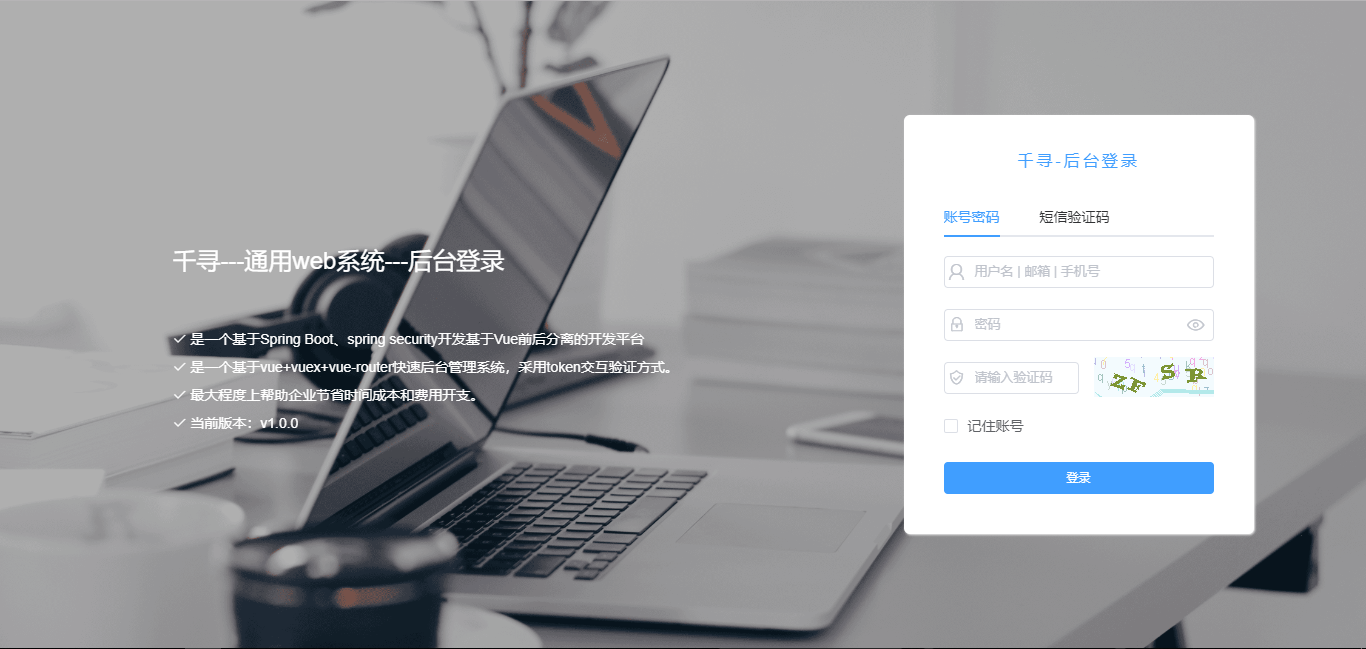 千寻---通用web系统---后台登录
是一个基于Spring Boot、spring security开发基于Vue前后分离的开发平台
是一个基于vue+vuex+vue-router快速后台管理系统，采用token交互验证方式。
最大程度上帮助企业节省时间成本和费用开支。
当前版本：v1.0.0
千寻-后台登录
账号密码 短信验证码
用户名 | 邮箱 | 手机号
密码
请输入验证码
记住账号
登录